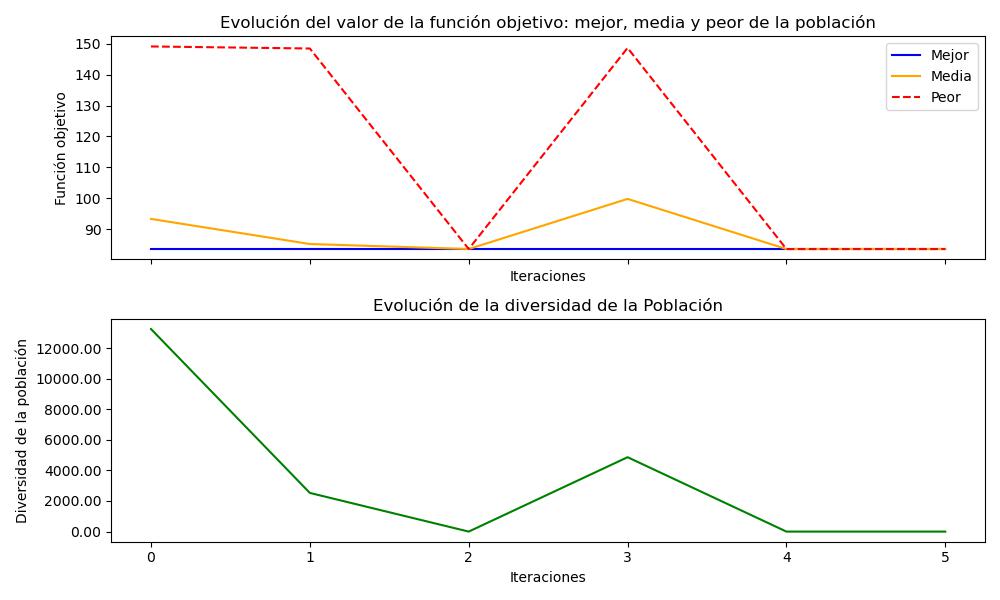 Evolución del valor de la función objetivo: mejor, media y peor de la población
150
140
130
120
110
100
90
Función objetivo
Mejor
Media
Peor
Iteraciones
Evolución de la diversidad de la Población
12000.00
10000.00
8000.00
6000.00
4000.00
2000.00
0.00
Diversidad de la población
0 1 2 3 4 5
Iteraciones